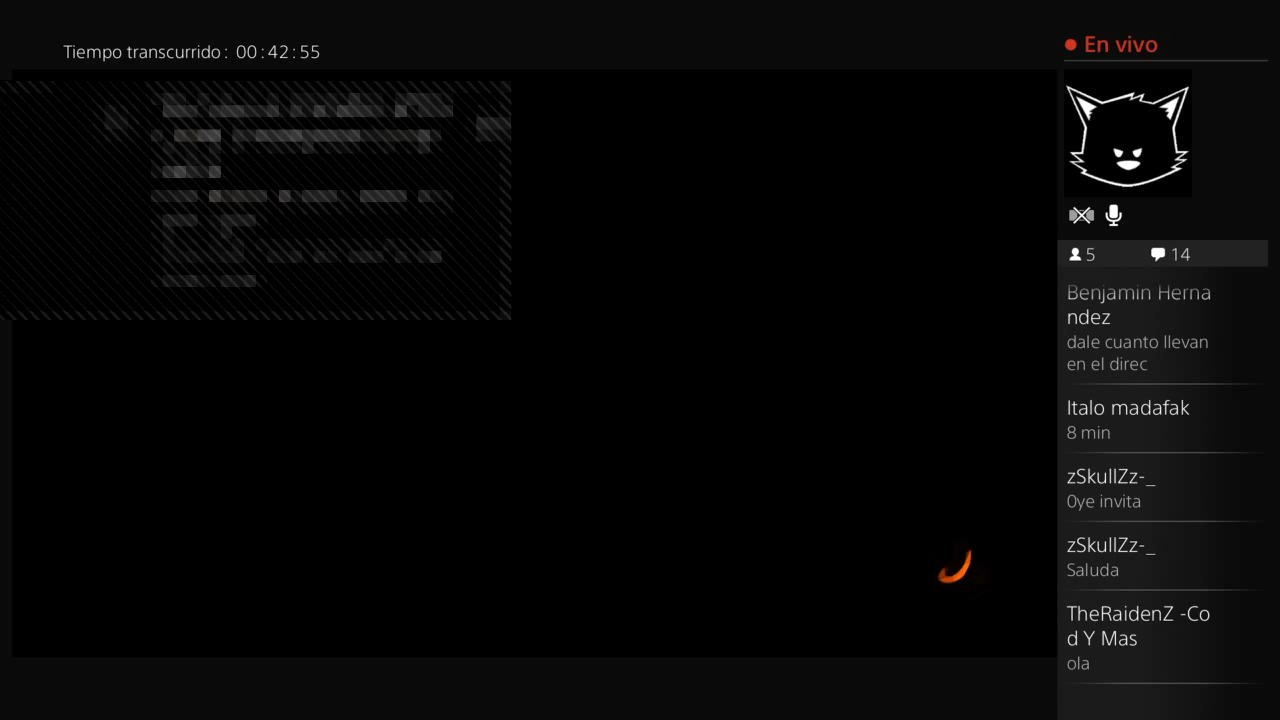 Tiempo transcurrido: 00:42:55
En vivo
5
14
Benjamin Herna
ndez
dale cuanto llevan
en el direc
Italo madafak
8 min
zSkullZz-_
0ye invita
zSkullZz-_
Saluda
TheRaidenZ -Co
d Y Mas
ola